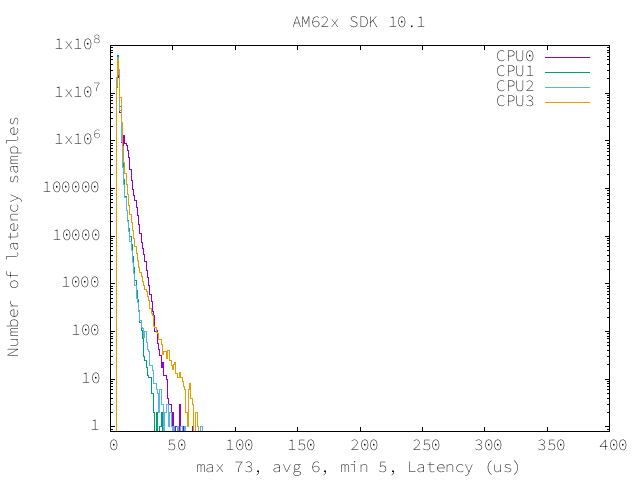 AM62x SDK 10.1
CPU0
CPU1
CPU2
CPU3
1x10^8
1x10^7
1x10^6
100000
10000
1000
100
10
1
Number of latency samples
0 50 100 150 200 250 300 350 400
max 73, avg 6, min 5, Latency (us)